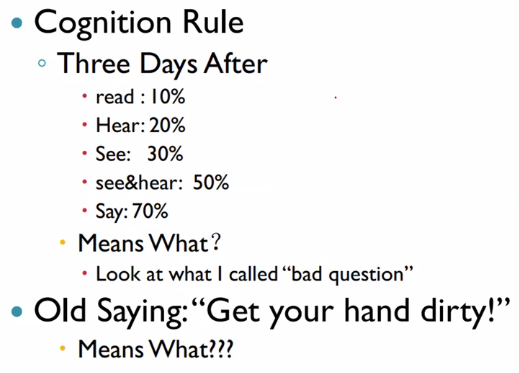 Cognition Rule
Three Days After
read : 10%
Hear: 20%
See: 30%
see&hear: 50%
Say: 70%
Means What？
Look at what I called “bad question”
Old Saying: “Get your hand dirty!”
Means What???